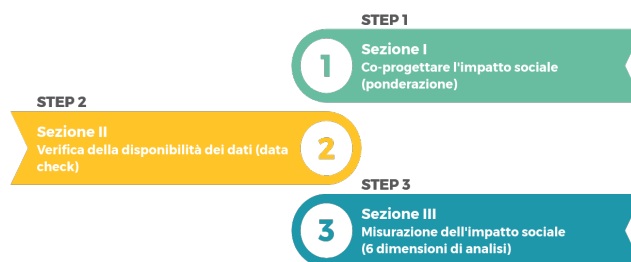 STEP 1
1
Sezione I
Co-progettare l'impatto sociale
(ponderazione)
STEP 2
Sezione II
Verifica della disponibilità dei dati (data
check)
2
STEP 3
3
Sezione III
Misurazione dell'impatto sociale
(6 dimensioni di analisi)